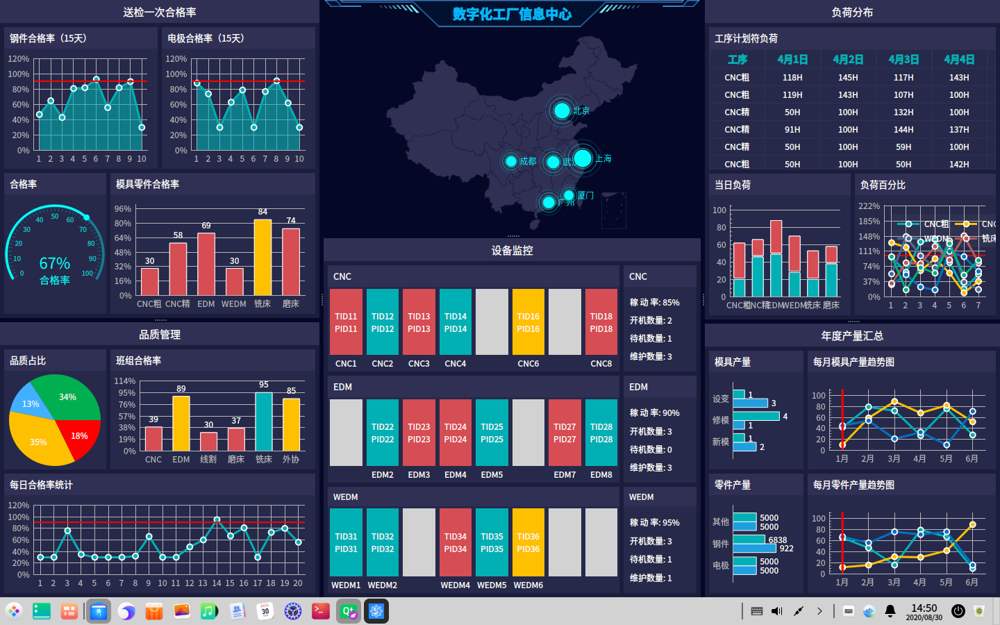 送检一次合格率
钢件合格率（15天）
120%
100%
80%
60%
40%
20%
0%
1 2 3 4 5 6 7 8 9 10
电极合格率（15天）
120%
100%
80%
60%
40%
20%
0%
1 2 3 4 5 6 7 8 9 10
合格率
0 10 20 30 40 50 60 70 80 90 100
67%
合格率
模具零件合格率
96%
80%
64%
48%
32%
16%
0%
30 58 69 30 84 74
CNC粗 CNC精 EDM WEDM 铣床 磨床
品质管理
品质占比
34%
13%
35%
18%
班组合格率
114%
95%
76%
57%
38%
19%
0%
39 89 30 37 95 85
CNC EDM 线割 磨床 铣床 外协
每日合格率统计
120%
100%
80%
60%
40%
20%
0%
1 2 3 4 5 6 7 8 9 10 11 12 13 14 15 16 17 18 19 20
数字化工厂信息中心
北京
成都
上海
厦门
设备监控
CNC
TID11 TID12 TID13 TID14 TID16 TID18
PID11 PID12 PID13 PID14 PID16 PID18
CNC1 CNC2 CNC3 CNC4 CNC6 CNC8
CNC
稼 动 率: 85%
开机数量: 2
待机数量: 1
维护数量: 3
EDM
TID22 TID23 TID24 TID25 TID27 TID28
PID22 PID23 PID24 PID25 PID27 PID28
EDM2 EDM3 EDM4 EDM5 EDM7 EDM8
EDM
稼 动 率: 90%
开机数量: 3
待机数量: 0
维护数量: 3
WEDM
TID31 TID32 TID34 TID35 TID36
PID31 PID32 PID34 PID35 PID36
WEDM1 WEDM2 WEDM4 WEDM5 WEDM6
WEDM
稼 动 率: 95%
开机数量: 3
待机数量: 1
维护数量: 1
负荷分布
工序计划符负荷
工序 4月1日 4月2日 4月3日 4月4日
CNC粗 118H 145H 117H 143H
CNC粗 119H 143H 107H 100H
CNC精 50H 100H 132H 100H
CNC精 91H 100H 144H 137H
CNC精 50H 100H 59H 100H
CNC粗 50H 100H 50H 142H
当日负荷
100
80
60
40
20
0
CNC粗 CNC精 EDM WEDM 铣床 磨床
负荷百分比
222%
185%
148%
111%
74%
37%
0%
CNC粗 CNC
WEDM 铣床
1 2 3 4 5 6 7
年度产量汇总
模具产量
设变 1 3
修模 4 1
新模 1 2
每月模具产量趋势图
100
80
60
40
20
0
1月 2月 3月 4月 5月 6月
零件产量
其他 5000 5000
钢件 6838 922
电极 5000 5000
每月零件产量趋势图
100
80
60
40
20
0
1月 2月 3月 4月 5月 6月
AUG
30
14:50
2020/08/30